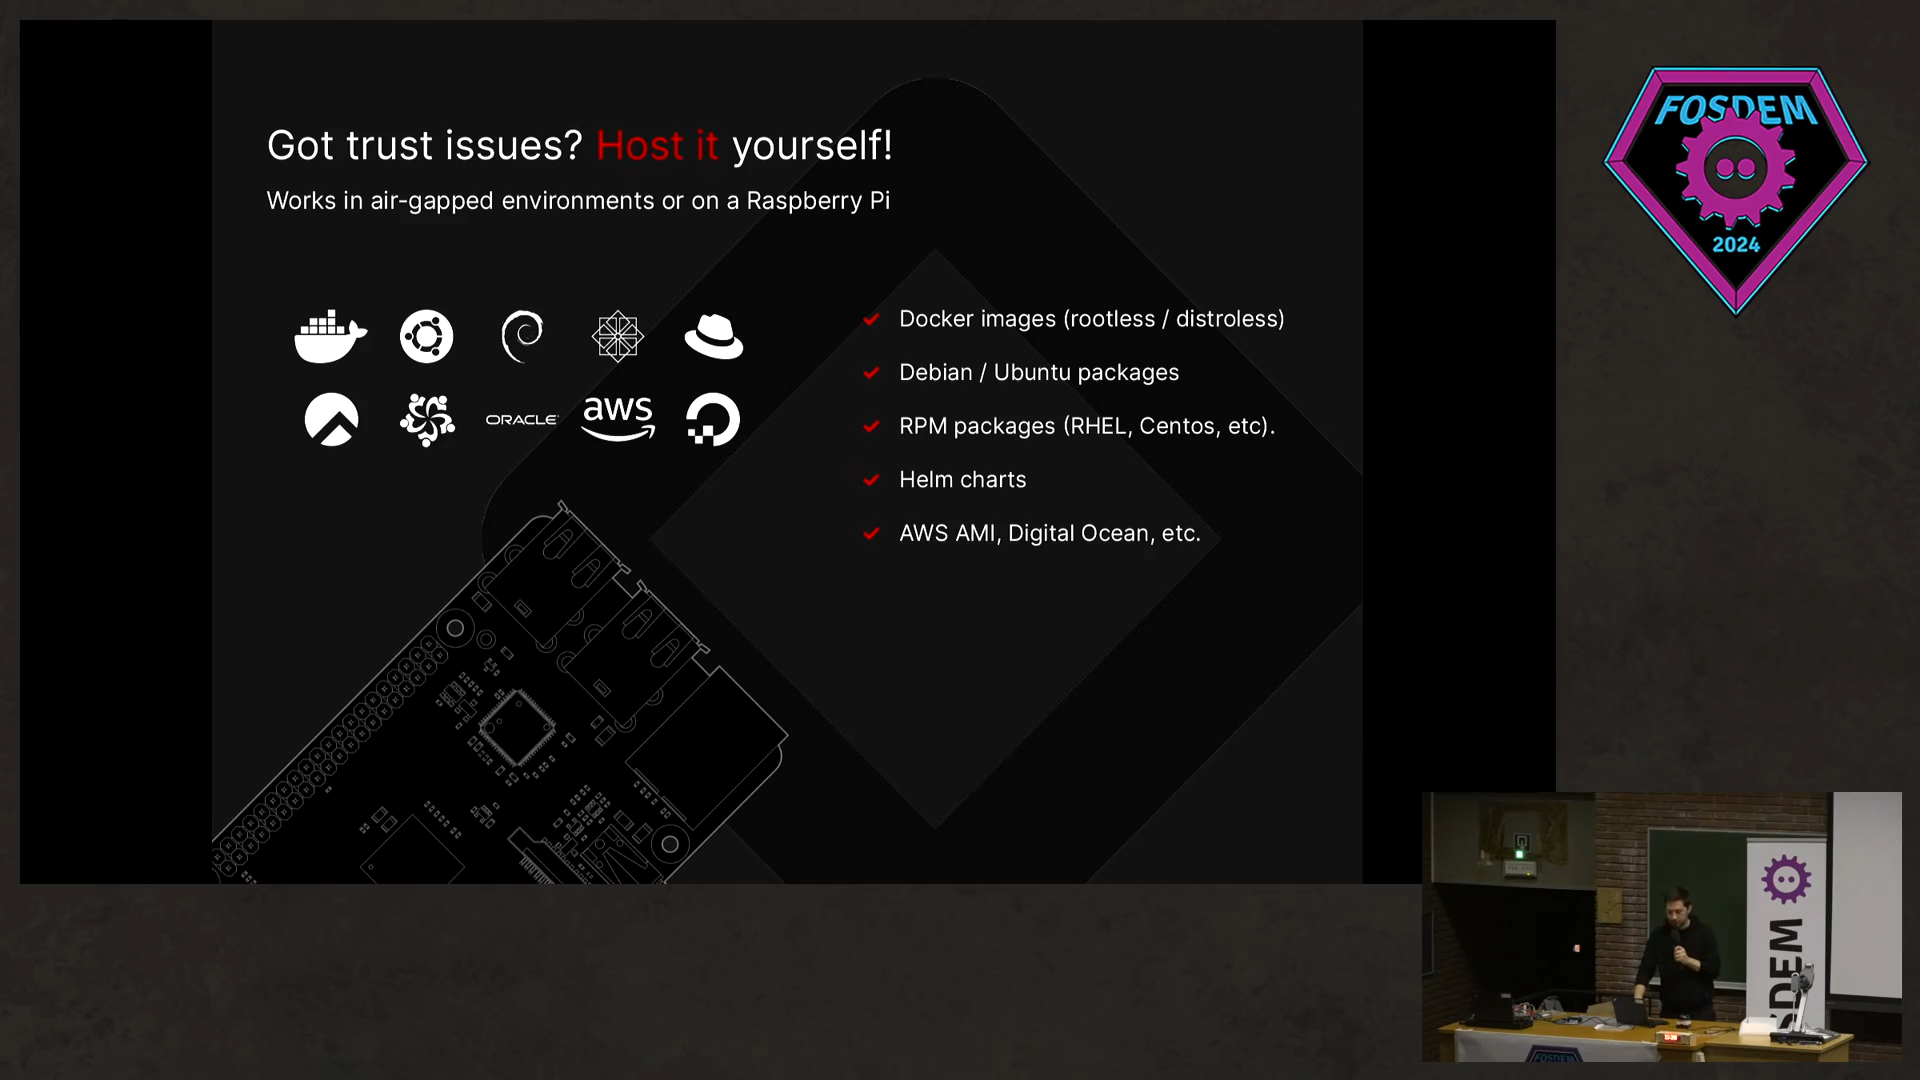 Got trust issues? Host it yourself!
Works in air-gapped environments or on a Raspberry Pi
ORACLE
aws
Docker images (rootless / distroless)
Debian / Ubuntu packages
RPM packages (RHEL, Centos, etc).
Helm charts
AWS AMI, Digital Ocean, etc.
FOSDEM
2024
SDEM
FOSDEM